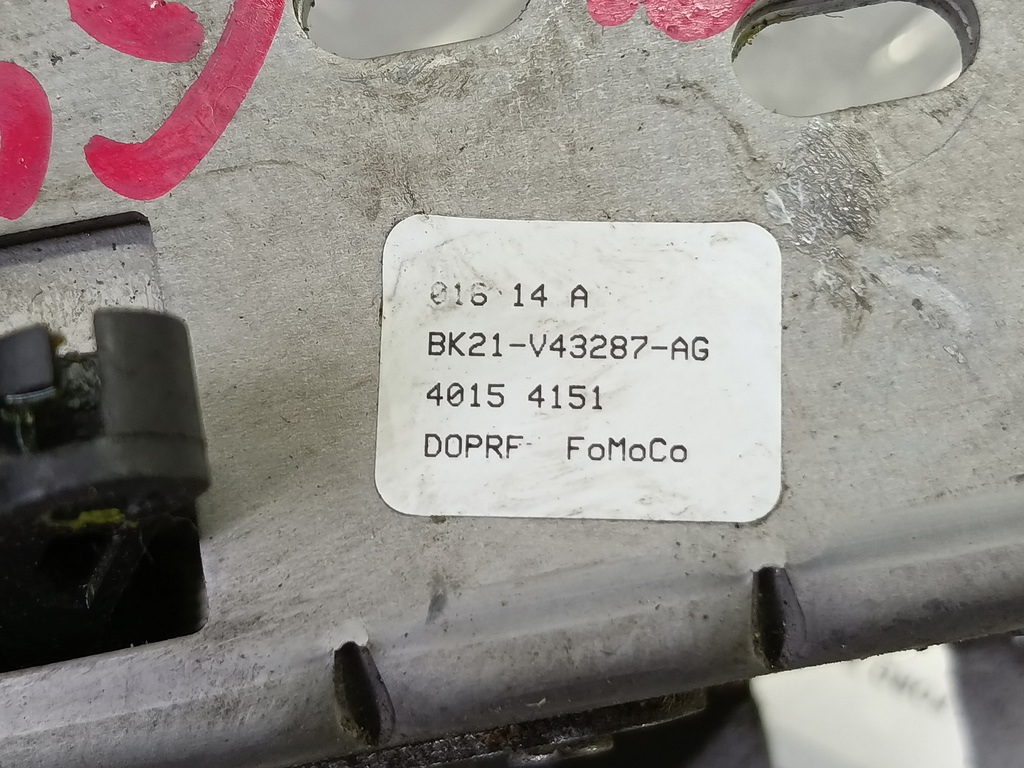 016 14 A
BK21-V43287-AG
4015 4151
DOPRF FoMoCo